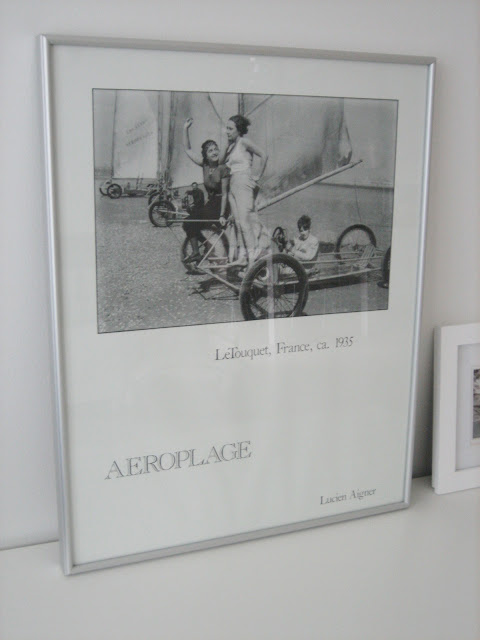 LeTouquet, France, ca. 1935
AEROPLAGE
Lucien Aigner